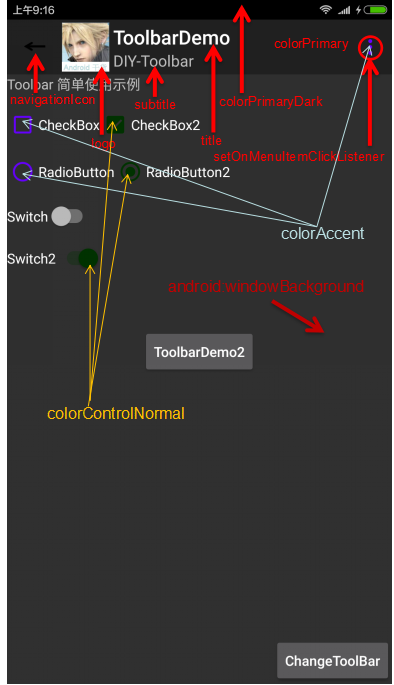 上午9:16
ToolbarDemo
colorPrimary
DIY-Toolbar
Android
Toolbar 简单使用示例
navigationIcon
subtitle
colorPrimaryDark
CheckBox
CheckBox2
logo
title
setOnMenuItemClickListener
RadioButton
RadioButton2
Switch
colorAccent
Switch2
android:windowBackground
ToolbarDemo2
colorControlNormal
ChangeToolBar